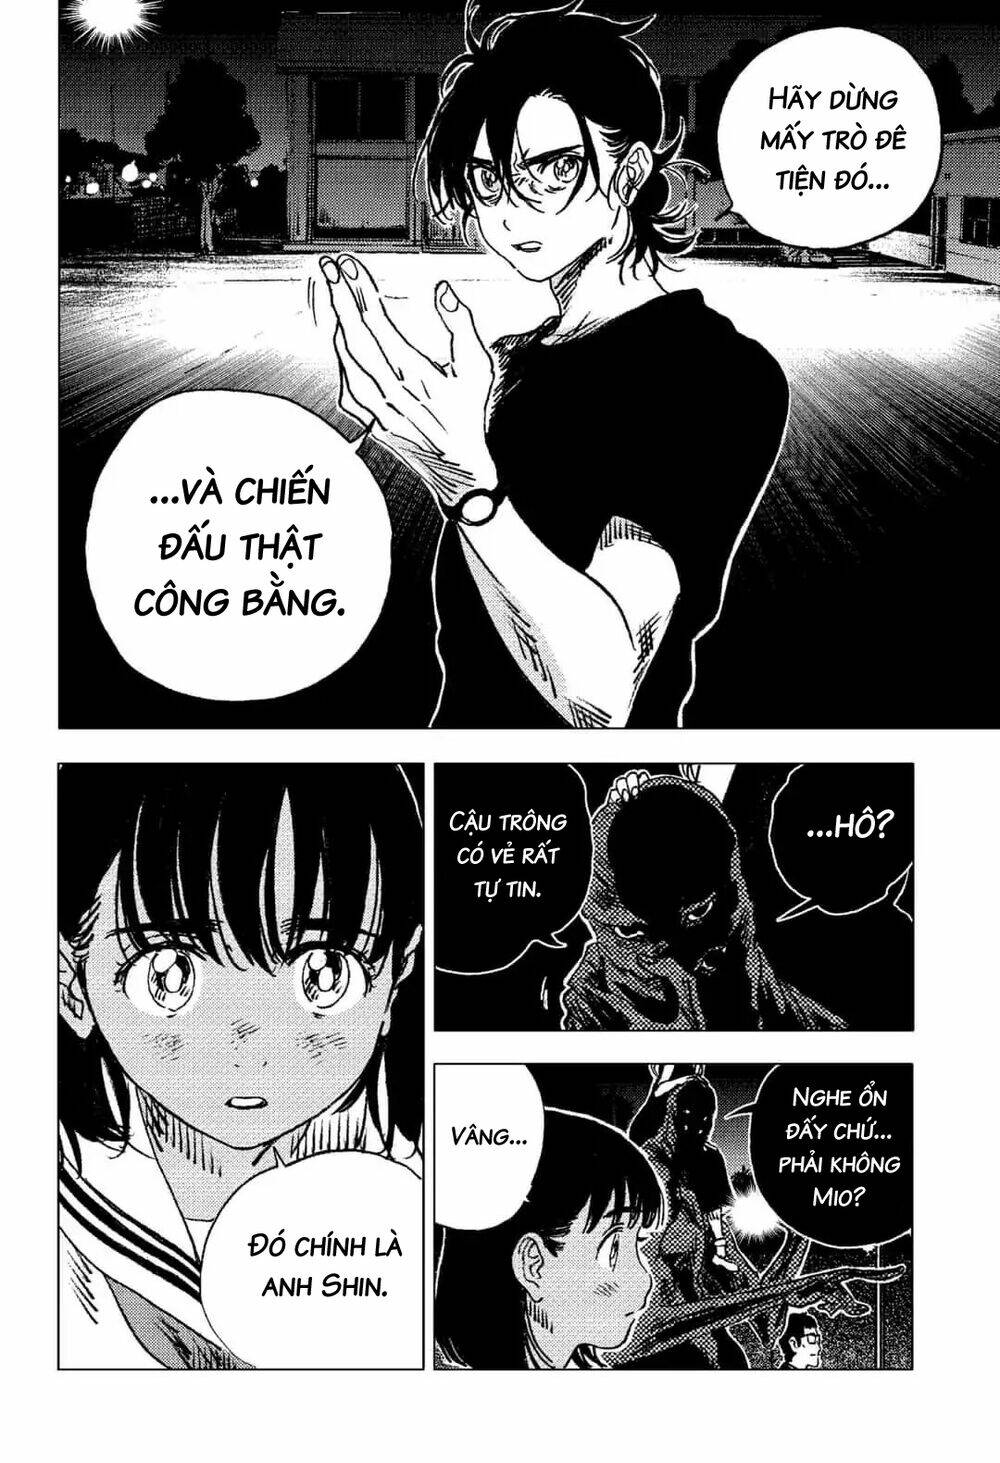 HÃY DỪNG
MẤY TRÒ ĐÊ
TIỆN ĐÓ...
...VÀ CHIẾN
ĐẤU THẬT
CÔNG BẰNG.
...HÔ?
CẬU TRÔNG
CÓ VẺ RẤT
TỰ TIN.
NGHE ỔN
ĐẤY CHỨ...
PHẢI KHÔNG
MIO?
VÂNG...
ĐÓ CHÍNH LÀ
ANH SHIN.